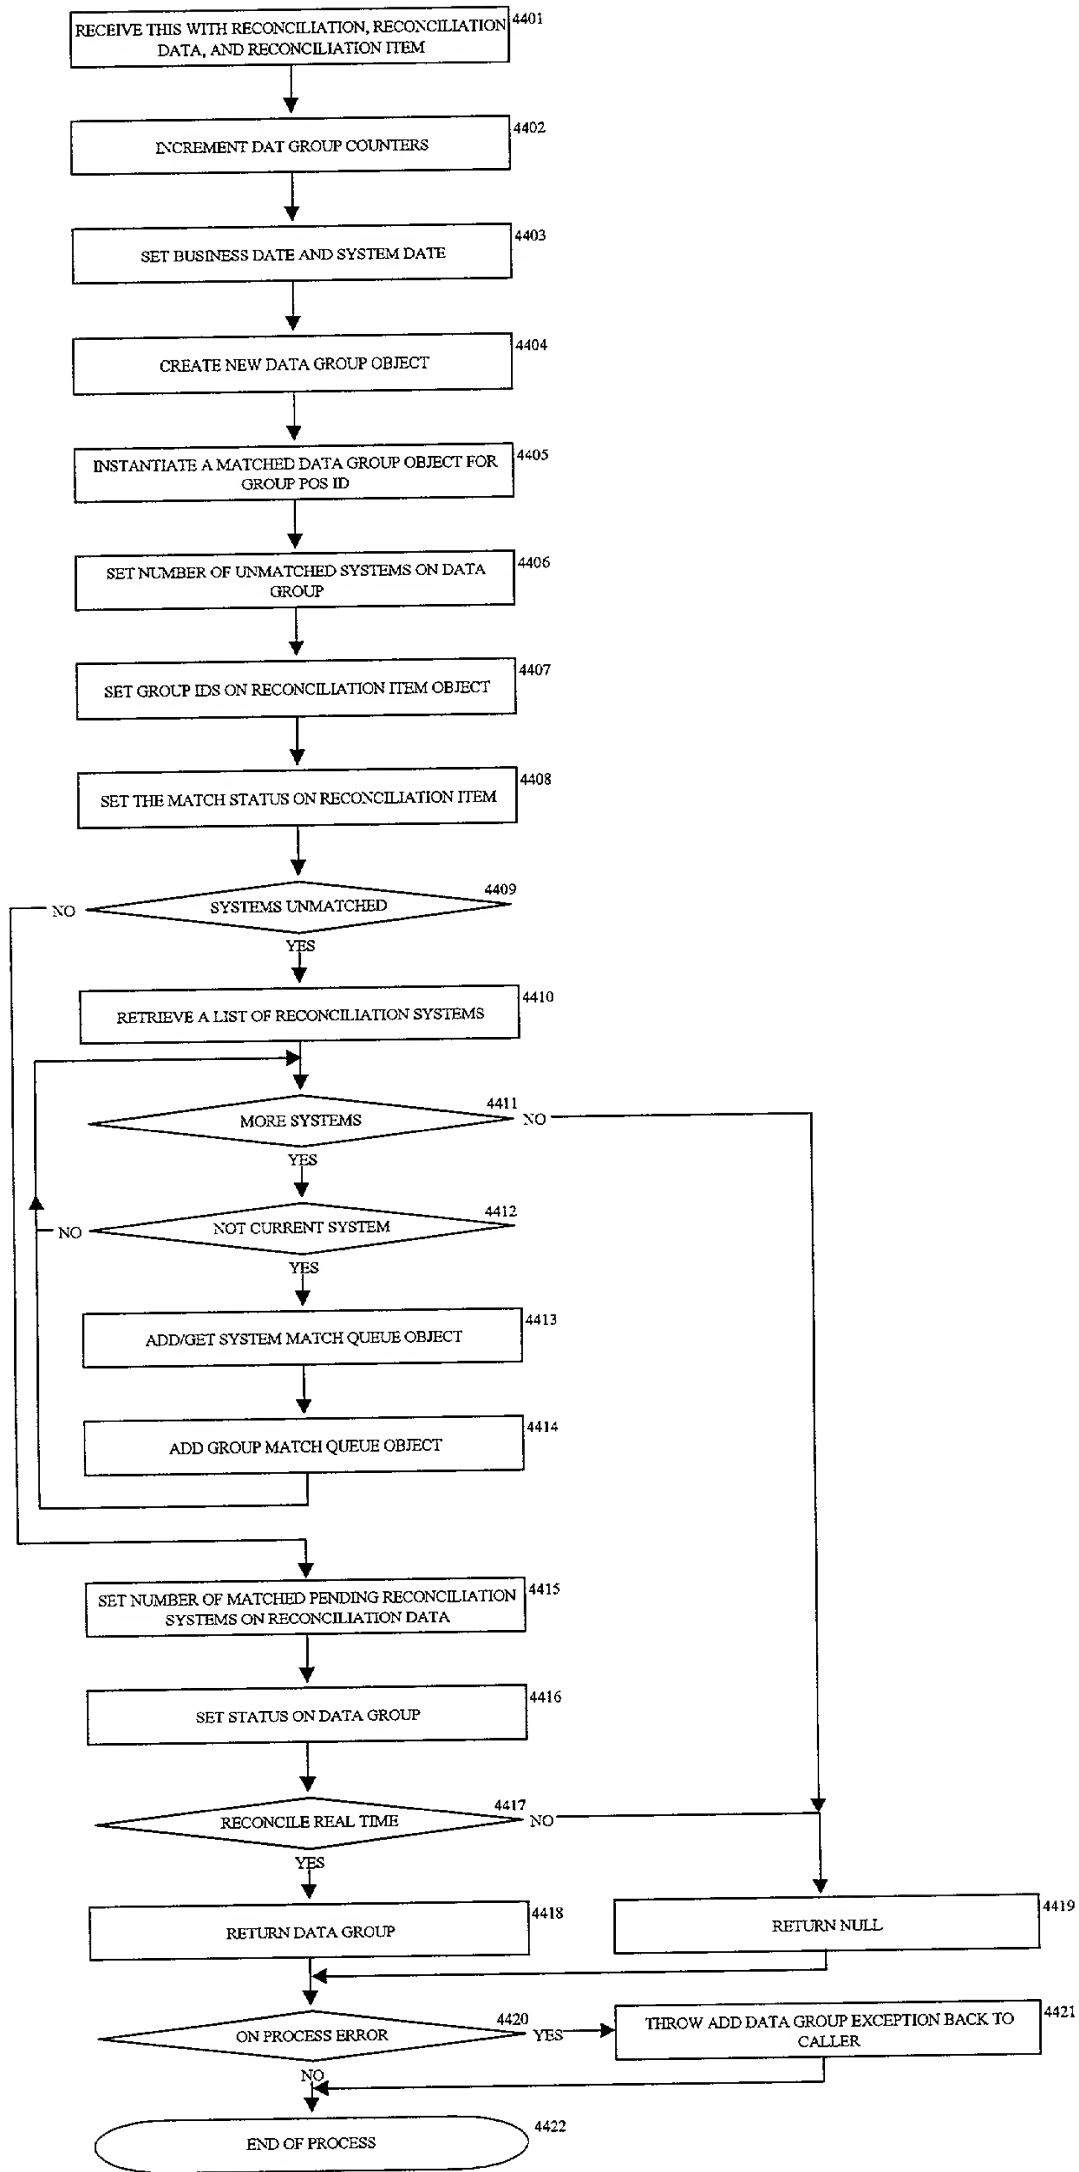 RECEIVE THIS WITH RECONCILIATION, RECONCILIATION
DATA, AND RECONCILIATION ITEM
4401
INCREMENT DAT GROUP COUNTERS
4402
SET BUSINESS DATE AND SYSTEM DATE
4403
CREATE NEW DATA GROUP OBJECT
4404
INSTANTIATE A MATCHED DATA GROUP OBJECT FOR
GROUP POS ID
4405
SET NUMBER OF UNMATCHED SYSTEMS ON DATA
GROUP
4406
SET GROUP IDS ON RECONCILIATION ITEM OBJECT
4407
SET THE MATCH STATUS ON RECONCILIATION ITEM
4408
NO
SYSTEMS UNMATCHED
4409
YES
RETRIEVE A LIST OF RECONCILIATION SYSTEMS
4410
MORE SYSTEMS
4411
NO
YES
NO
NOT CURRENT SYSTEM
4412
YES
ADD/GET SYSTEM MATCH QUEUE OBJECT
4413
ADD GROUP MATCH QUEUE OBJECT
4414
SET NUMBER OF MATCHED PENDING RECONCILIATION
SYSTEMS ON RECONCILIATION DATA
4415
SET STATUS ON DATA GROUP
4416
RECONCILE REAL TIME
4417
NO
YES
RETURN DATA GROUP
4418
RETURN NULL
4419
ON PROCESS ERROR
4420
YES
THROW ADD DATA GROUP EXCEPTION BACK TO
CALLER
4421
NO
END OF PROCESS
4422